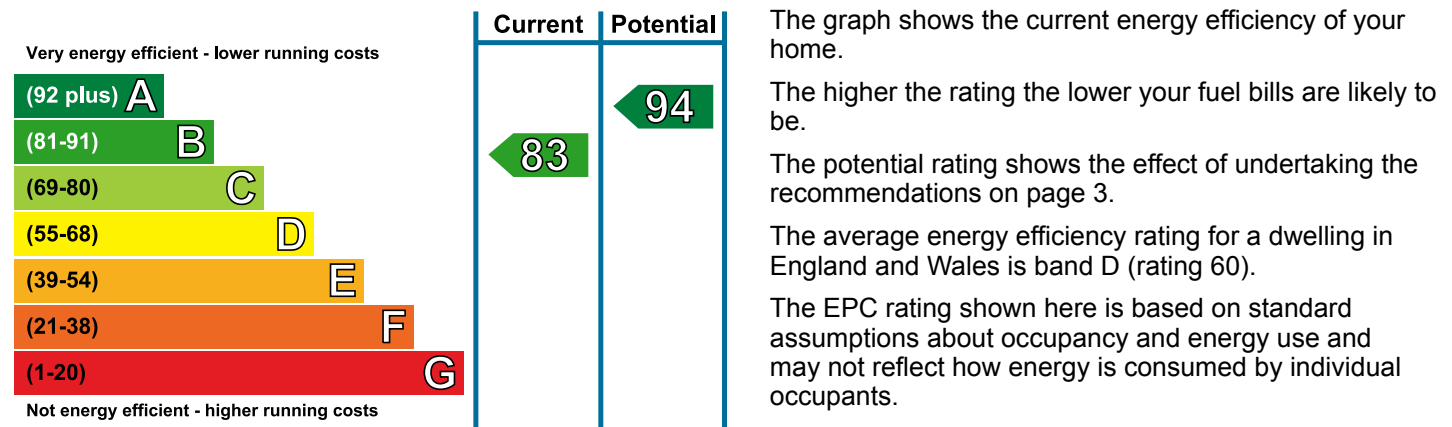 Current Potential
Very energy efficient - lower running costs
(92 plus) A
94
(81-91) B
83
(69-80) C
(55-68) D
(39-54) E
(21-38) F
(1-20) G
Not energy efficient - higher running costs
The graph shows the current energy efficiency of your
home.
The higher the rating the lower your fuel bills are likely to
be.
The potential rating shows the effect of undertaking the
recommendations on page 3.
The average energy efficiency rating for a dwelling in
England and Wales is band D (rating 60).
The EPC rating shown here is based on standard
assumptions about occupancy and energy use and
may not reflect how energy is consumed by individual
occupants.